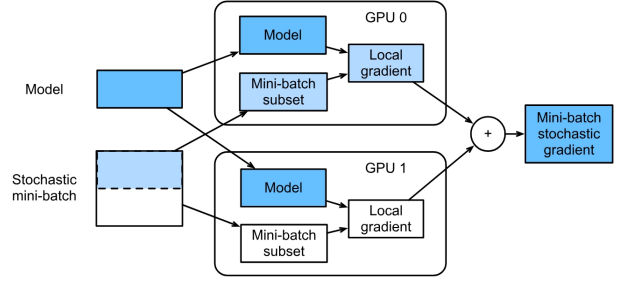 GPU 0
Model
Local
gradient
Mini-batch
subset
Model
Stochastic
mini-batch
+
Mini-batch
stochastic
gradient
GPU 1
Model
Local
gradient
Mini-batch
subset